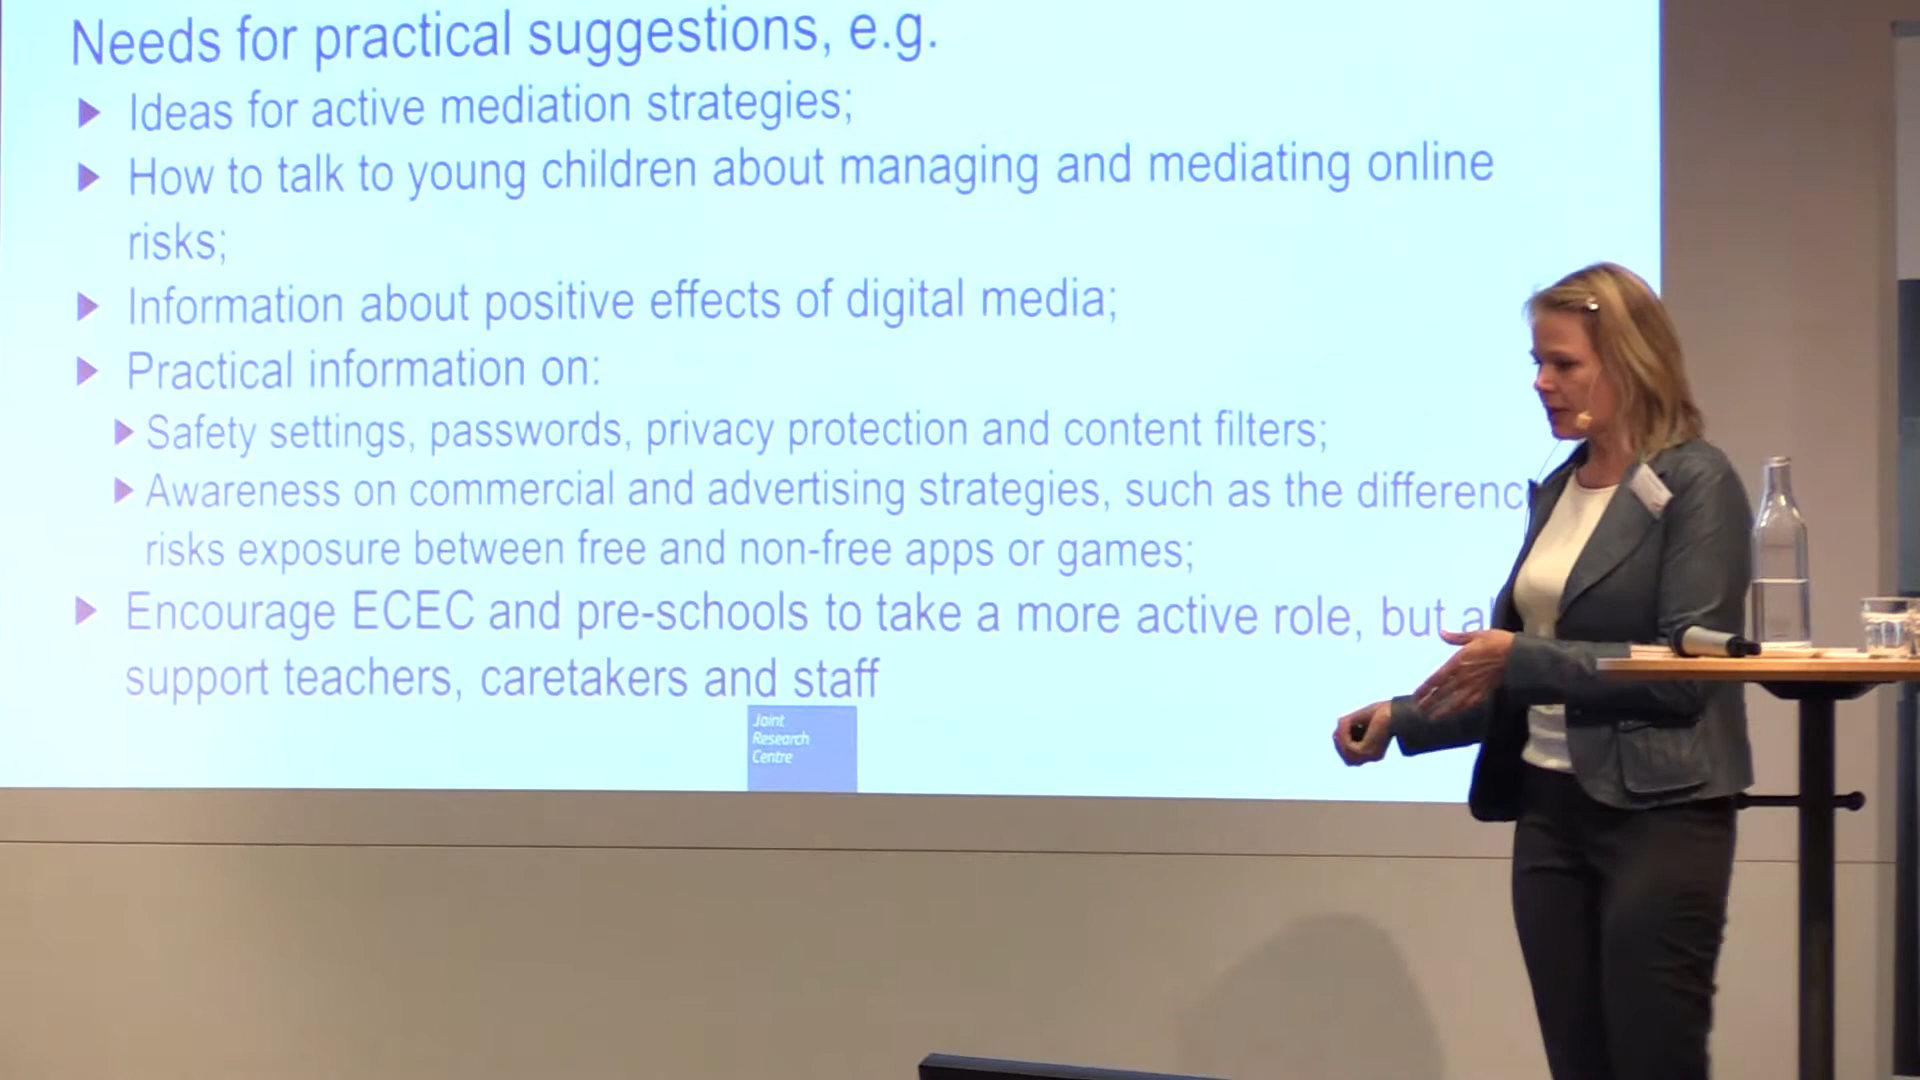 Needs for practical suggestions, e.g.
Ideas for active mediation strategies;
How to talk to young children about managing and mediating online
risks;
Information about positive effects of digital media;
Practical information on:
Safety settings, passwords, privacy protection and content filters;
Awareness on commercial and advertising strategies, such as the differenc
risks exposure between free and non-free apps or games;
Encourage ECEC and pre-schools to take a more active role, but
support teachers, caretakers and staff
Joint
Research
Centre